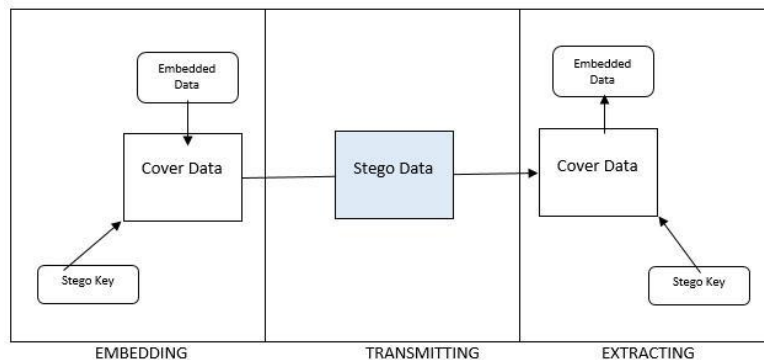 Embedded
Data
Cover Data
Stego Key
Stego Data
Embedded
Data
Cover Data
Stego Key
EMBEDDING
TRANSMITTING
EXTRACTING